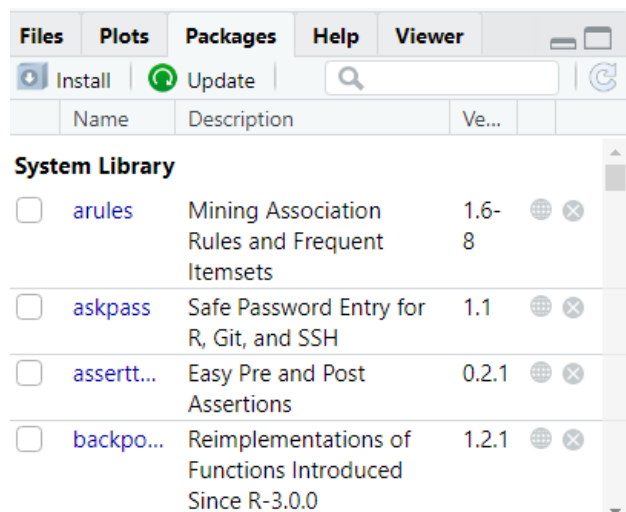 Files Plots Packages Help Viewer
Install Update
Name Description Ve...
System Library
arules Mining Association 1.6-
Rules and Frequent 8
Itemsets
askpass Safe Password Entry for 1.1
R, Git, and SSH
assertt... Easy Pre and Post 0.2.1
Assertions
backpo... Reimplementations of 1.2.1
Functions Introduced
Since R-3.0.0